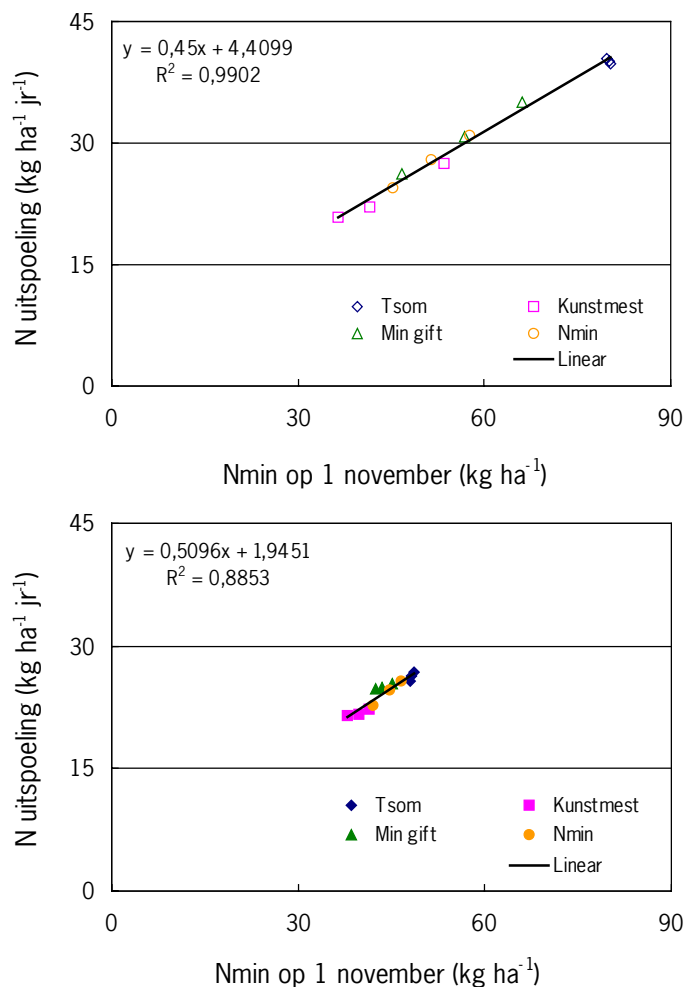 45
y = 0,45x + 4,4099
R² = 0,9902
30
15
0
N uitspoeling (kg ha⁻¹ jr⁻¹)
Tsom Kunstmest
Min gift Nmin
Linear
0 30 60 90
Nmin op 1 november (kg ha⁻¹)
45
y = 0,5096x + 1,9451
R² = 0,8853
30
15
0
N uitspoeling (kg ha⁻¹ jr⁻¹)
Tsom Kunstmest
Min gift Nmin
Linear
0 30 60 90
Nmin op 1 november (kg ha⁻¹)